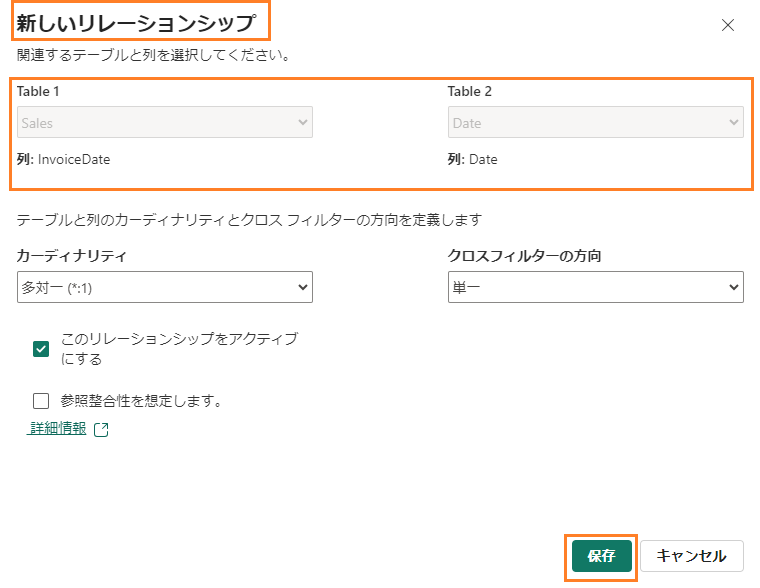 新しいリレーションシップ
関連するテーブルと列を選択してください。
Table 1
Table 2
Sales
Date
列: InvoiceDate
列: Date
テーブルと列のカーディナリティとクロス フィルターの方向を定義します
カーディナリティ
クロスフィルターの方向
多対一 (*:1)
単一
このリレーションシップをアクティブ
にする
参照整合性を想定します。
詳細情報
保存
キャンセル